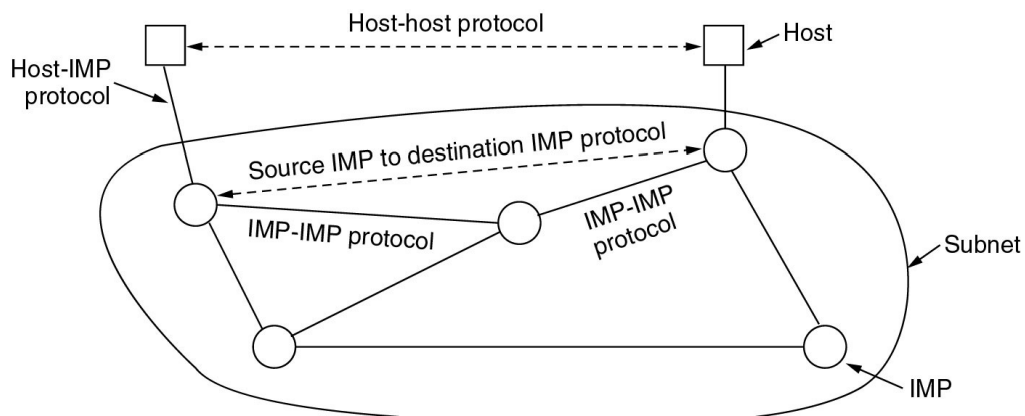 Host-host protocol
Host
Host-IMP
protocol
Source IMP to destination IMP protocol
IMP-IMP protocol
IMP-IMP
protocol
Subnet
IMP